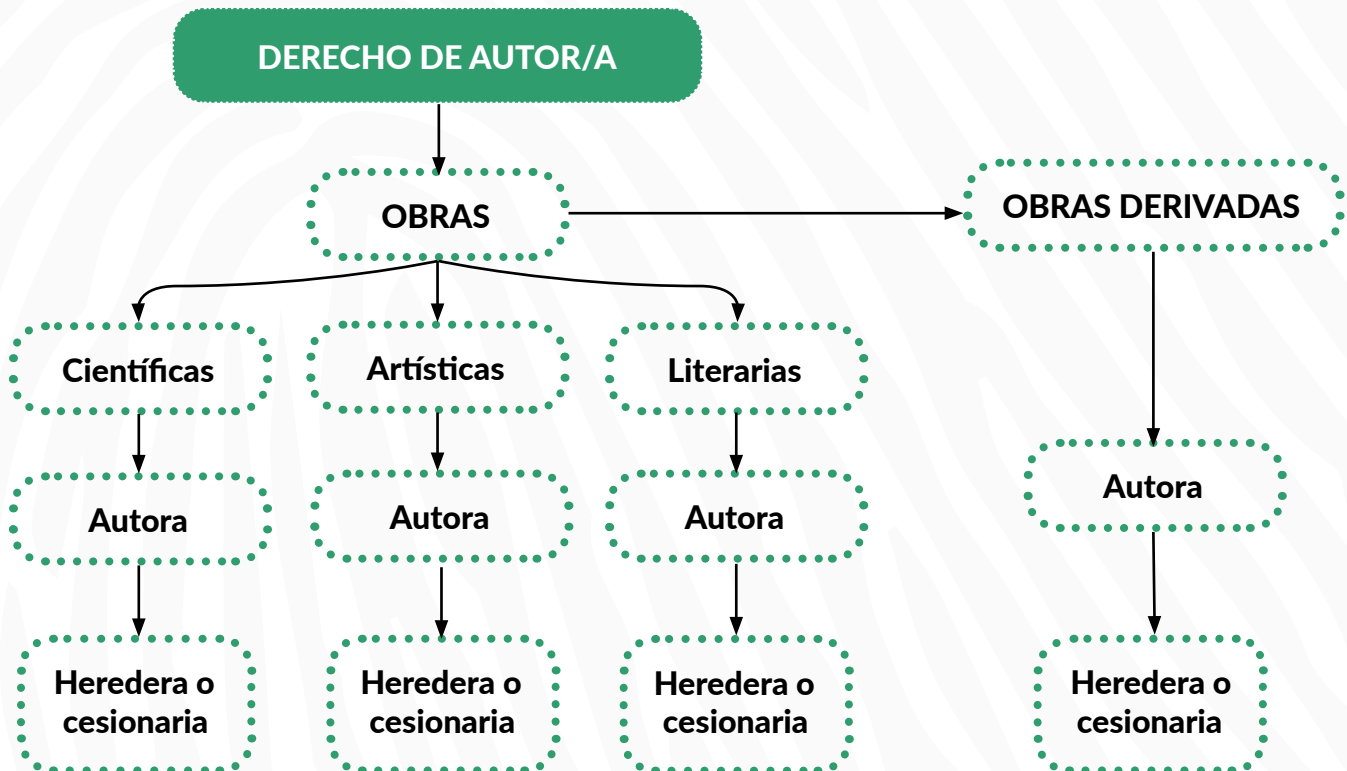 DERECHO DE AUTOR/A
OBRAS
OBRAS DERIVADAS
Científicas
Artísticas
Literarias
Autora
Autora
Autora
Autora
Heredera o
cesionaria
Heredera o
cesionaria
Heredera o
cesionaria
Heredera o
cesionaria